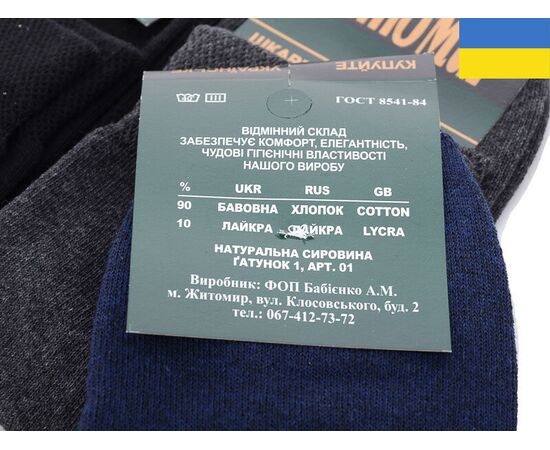 КУПУЙТЕ
УКРАЇНСЬКЕ
ШКАР
ГОСТ 8541-84
ВІДМІННИЙ СКЛАД
ЗАБЕЗПЕЧУЄ КОМФОРТ, ЕЛЕГАНТНІСТЬ,
ЧУДОВІ ГІГІЄНІЧНІ ВЛАСТИВОСТІ
НАШОГО ВИРОБУ
% UKR RUS GB
90 БАВОВНА ХЛОПОК COTTON
10 ЛАЙКРА ЛАЙКРА LYCRA
НАТУРАЛЬНА СИРОВИНА
ҐАТУНОК 1, АРТ. 01
Виробник: ФОП Бабієнко А.М.
м. Житомир, вул. Клосовського, буд. 2
тел.: 067-412-73-72